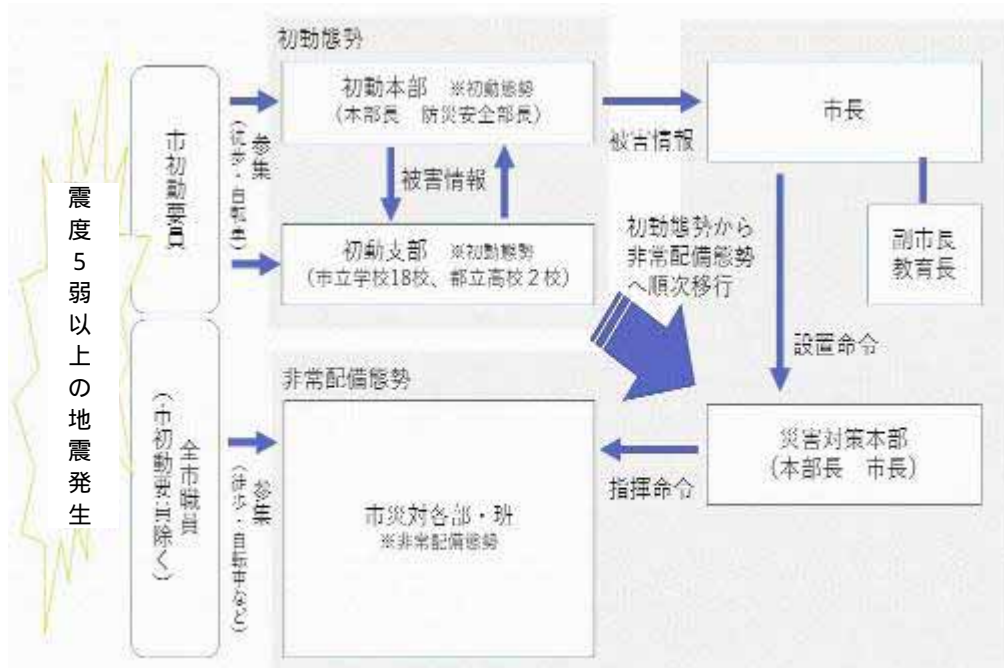 震度5弱以上の地震発生
市初動要員
参集
(徒歩・自転車)
初動態勢
初動本部 ※初動態勢
(本部長 防災安全部長)
被害情報
初動支部 ※初動態勢
(市立学校18校、都立高校2校)
被害情報
市長
副市長
教育長
初動態勢から
非常配備態勢
へ順次移行
設置命令
災害対策本部
(本部長 市長)
指揮命令
全市職員
(市初動要員除く)
参集
(徒歩・自転車など)
非常配備態勢
市災対各部・班
※非常配備態勢